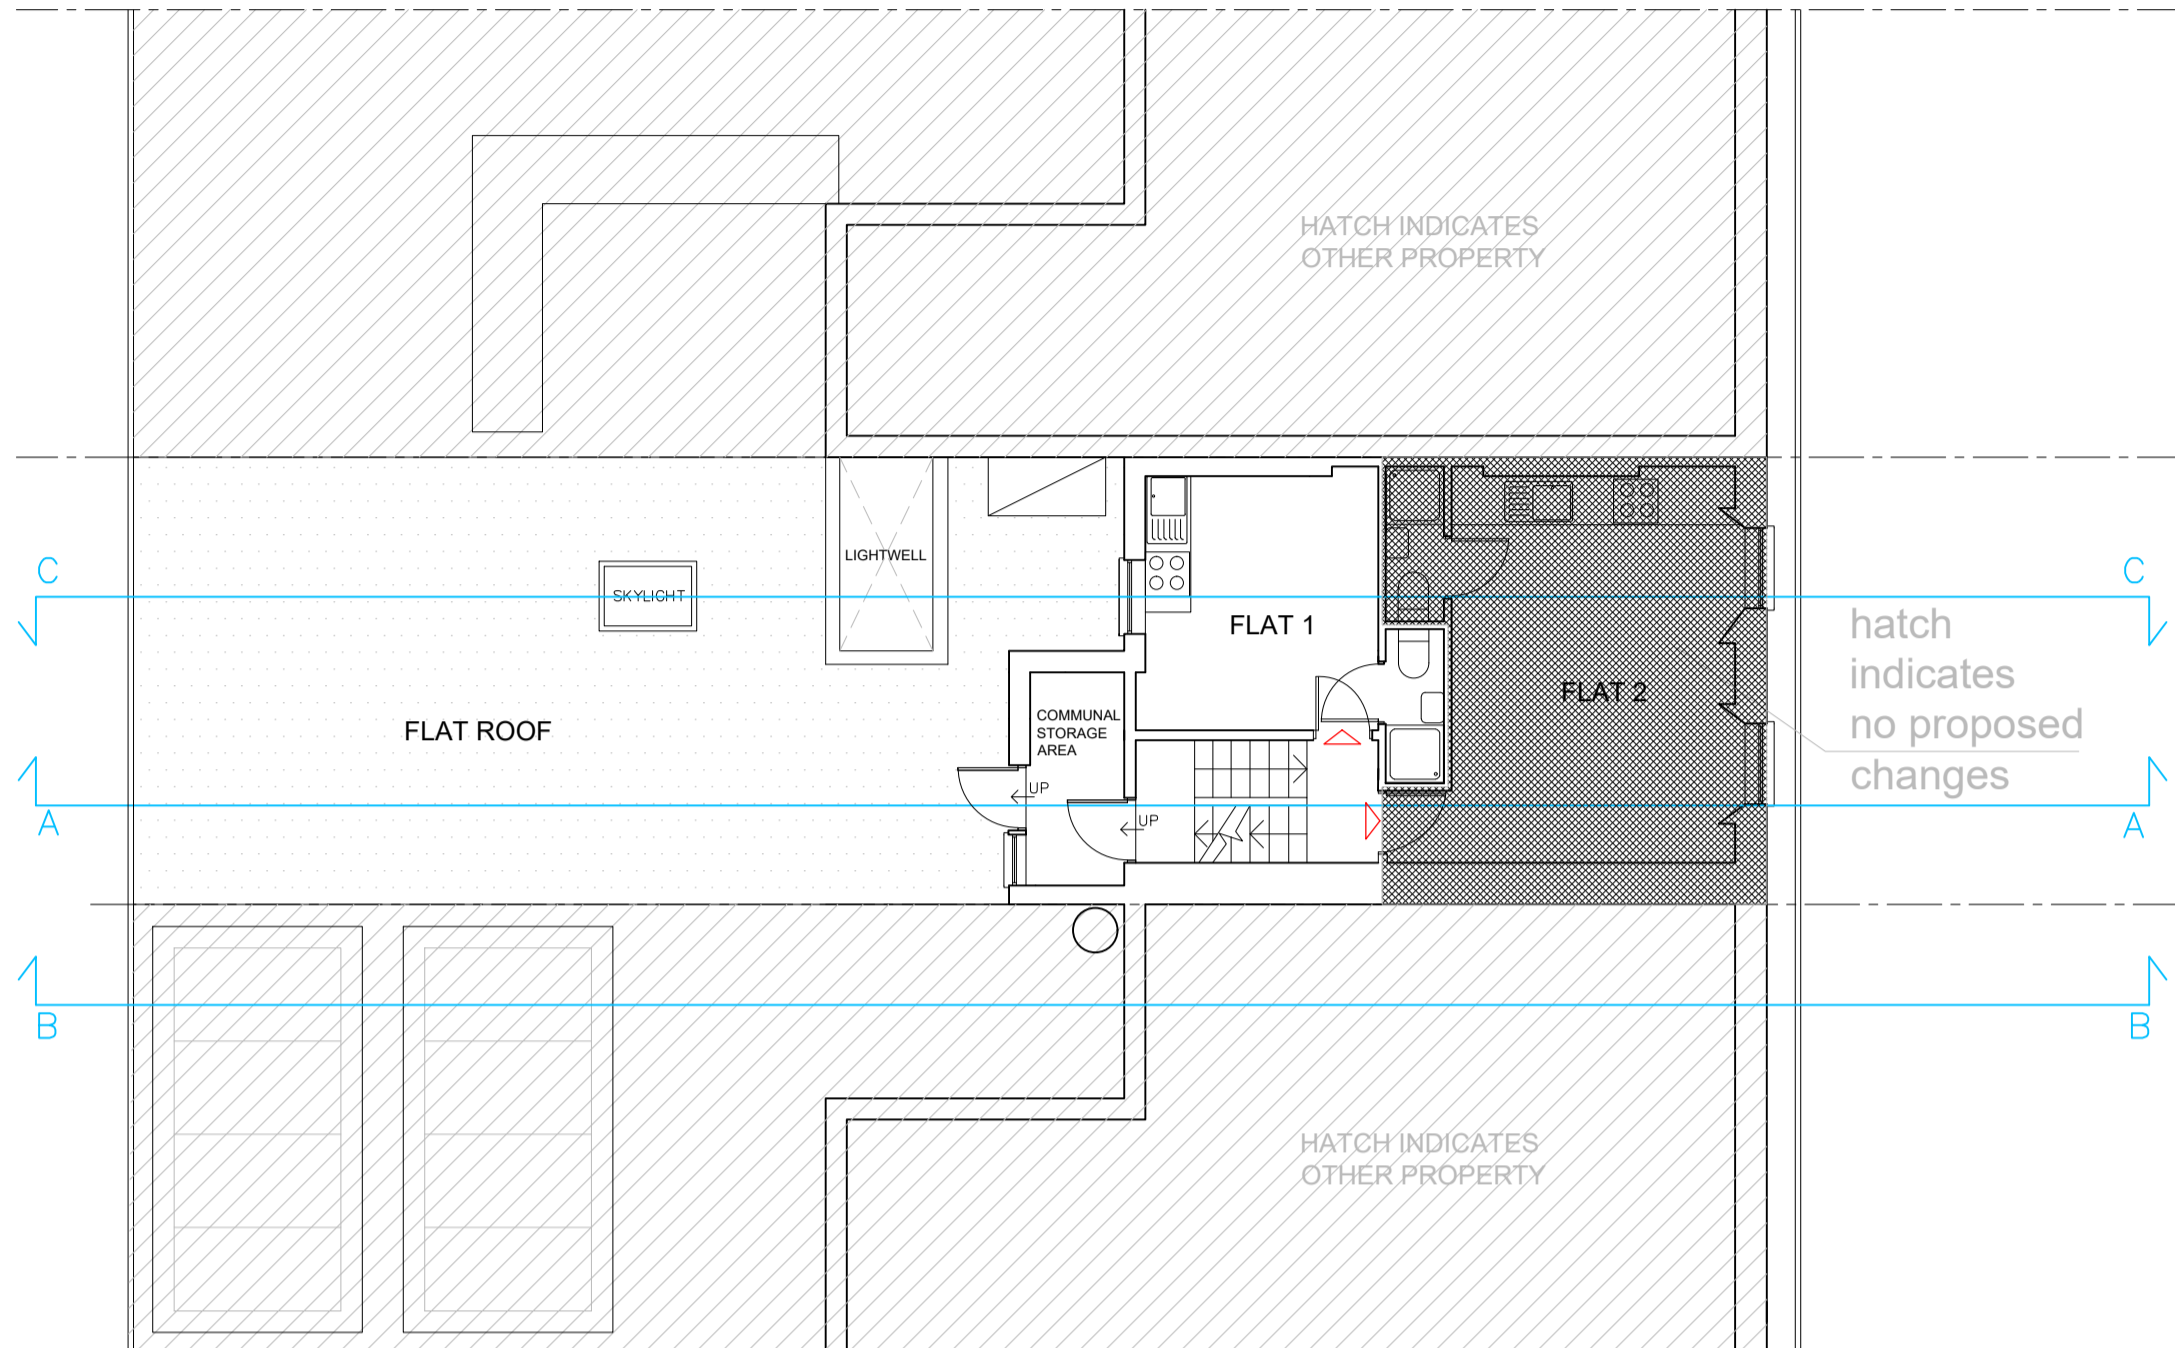 HATCH INDICATES
OTHER PROPERTY
LIGHTWELL
C
C
SKYLICHT
FLAT 1
hatch
indicates
no proposed
changes
FLAT 2
FLAT ROOF
COMMUNAL
STORAGE
AREA
UP
UP
A
A
B
B
HATCH INDICATES
OTHER PROPERTY